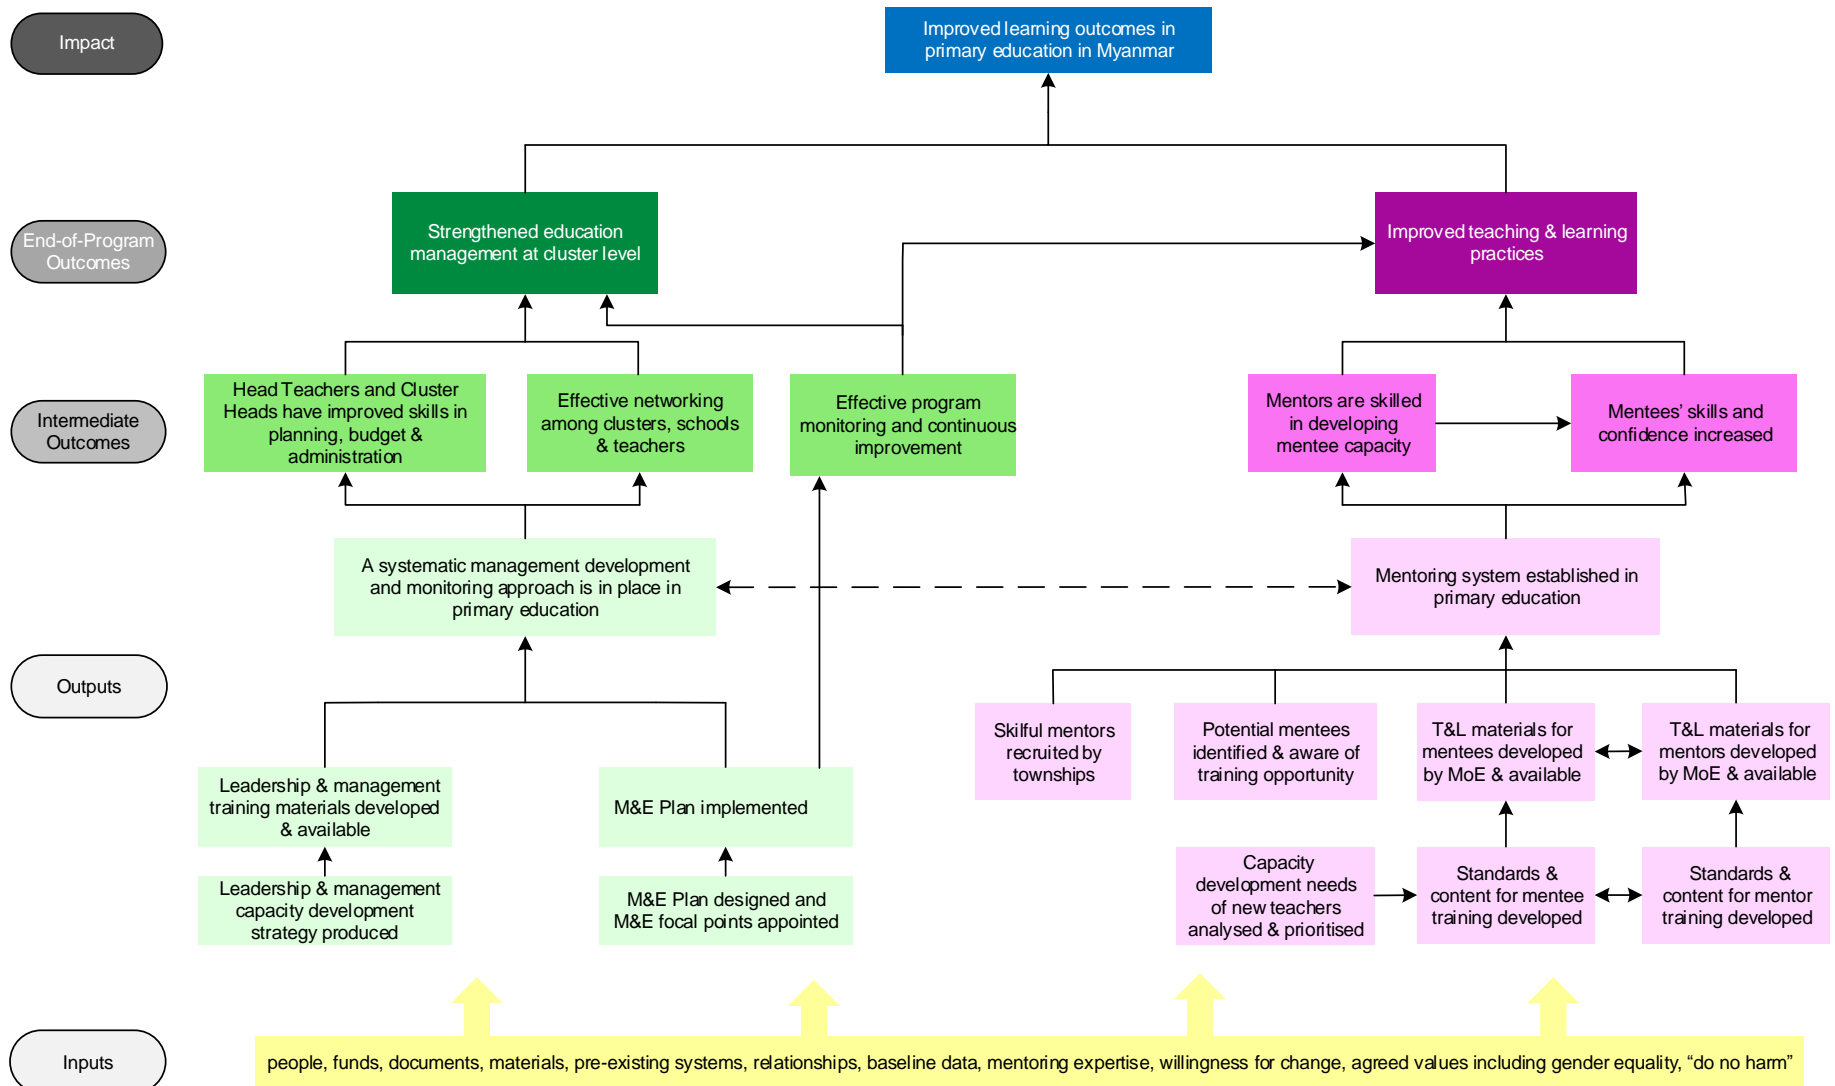 Impact
Improved learning outcomes in
primary education in Myanmar
End-of-Program
Outcomes
Strengthened education
management at cluster level
Improved teaching & learning
practices
Intermediate
Outcomes
Head Teachers and Cluster
Heads have improved skills in
planning, budget &
administration
Effective networking
among clusters, schools
& teachers
Effective program
monitoring and continuous
improvement
Mentors are skilled
in developing
mentee capacity
Mentees’ skills and
confidence increased
A systematic management development
and monitoring approach is in place in
primary education
Mentoring system established in
primary education
Outputs
Skilful mentors
recruited by
townships
Potential mentees
identified & aware of
training opportunity
T&L materials for
mentees developed
by MoE & available
T&L materials for
mentors developed
by MoE & available
Leadership & management
training materials developed
& available
M&E Plan implemented
Leadership & management
capacity development
strategy produced
M&E Plan designed and
M&E focal points appointed
Capacity
development needs
of new teachers
analysed & prioritised
Standards &
content for mentee
training developed
Standards &
content for mentor
training developed
Inputs
people, funds, documents, materials, pre-existing systems, relationships, baseline data, mentoring expertise, willingness for change, agreed values including gender equality, “do no harm”